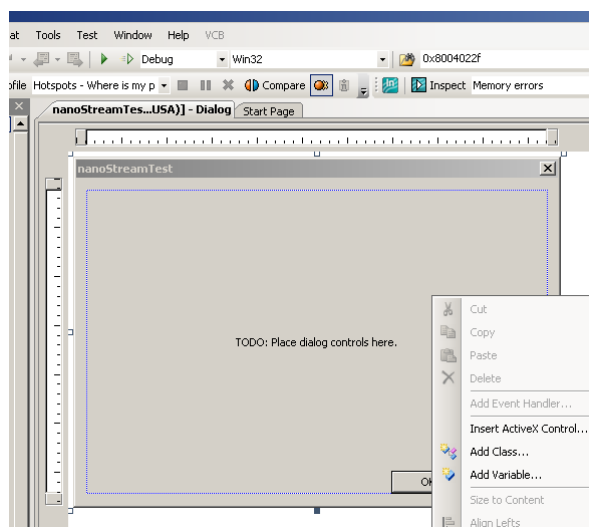 at Tools Test Window Help VCB
Debug Win32 0x8004022f
ofile Hotspots - Where is my p Compare Inspect Memory errors
nanoStreamTes...USA)] - Dialog Start Page
nanoStreamTest
TODO: Place dialog controls here.
Cut
Copy
Paste
Delete
Add Event Handler...
Insert ActiveX Control...
Add Class...
Add Variable...
Size to Content
Align Lefts